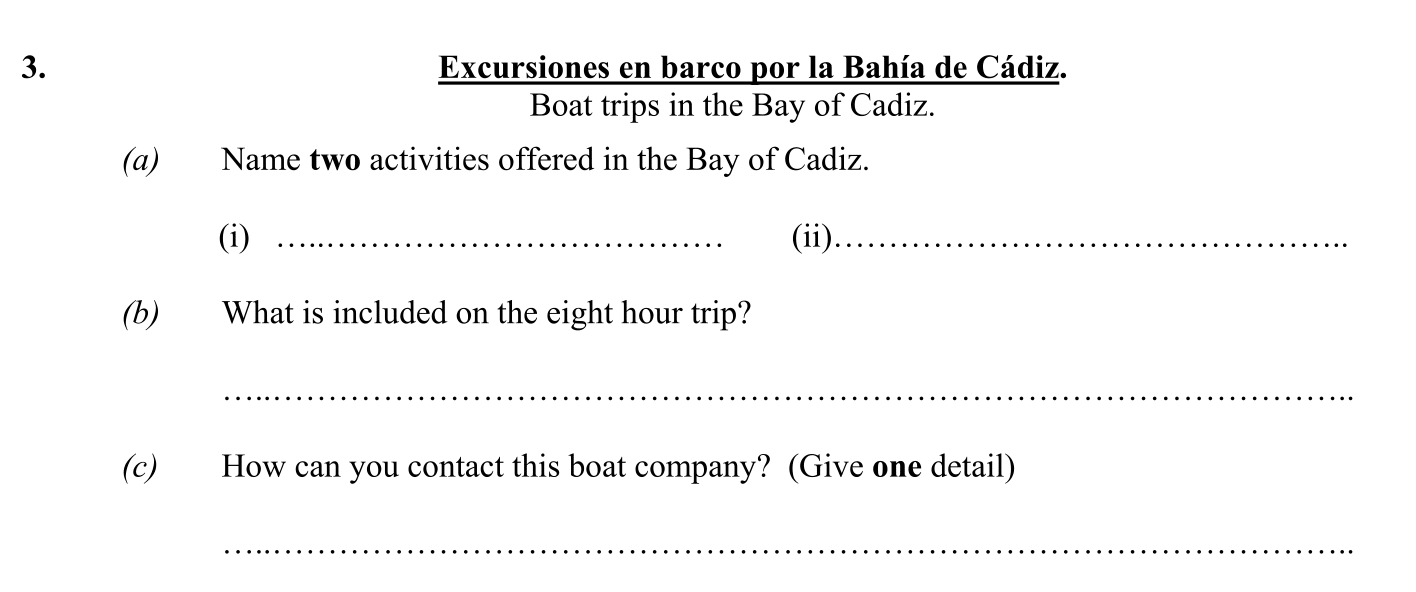 3. Excursiones en barco por la Bahía de Cádiz.
Boat trips in the Bay of Cadiz.
(a) Name two activities offered in the Bay of Cadiz.
(i) …..……………………………… (ii)………………………………………..
(b) What is included on the eight hour trip?
…..…………………………………………………………………………………..
(c) How can you contact this boat company? (Give one detail)
…..…………………………………………………………………………………..